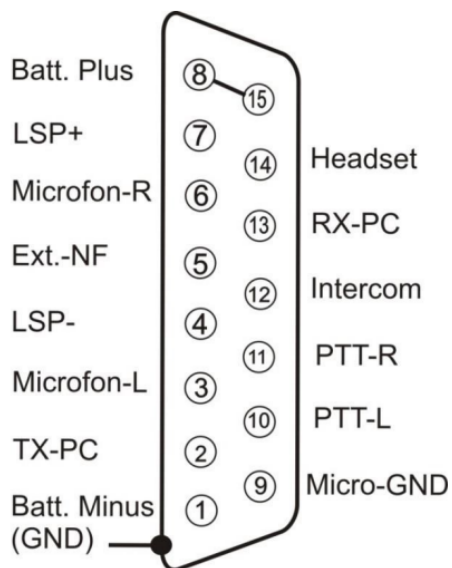 Batt. Plus
8
15
LSP+
7
14
Headset
Microfon-R
6
13
RX-PC
Ext.-NF
5
12
Intercom
LSP-
4
11
PTT-R
Microfon-L
3
10
PTT-L
TX-PC
2
9
Micro-GND
Batt. Minus
(GND)
1